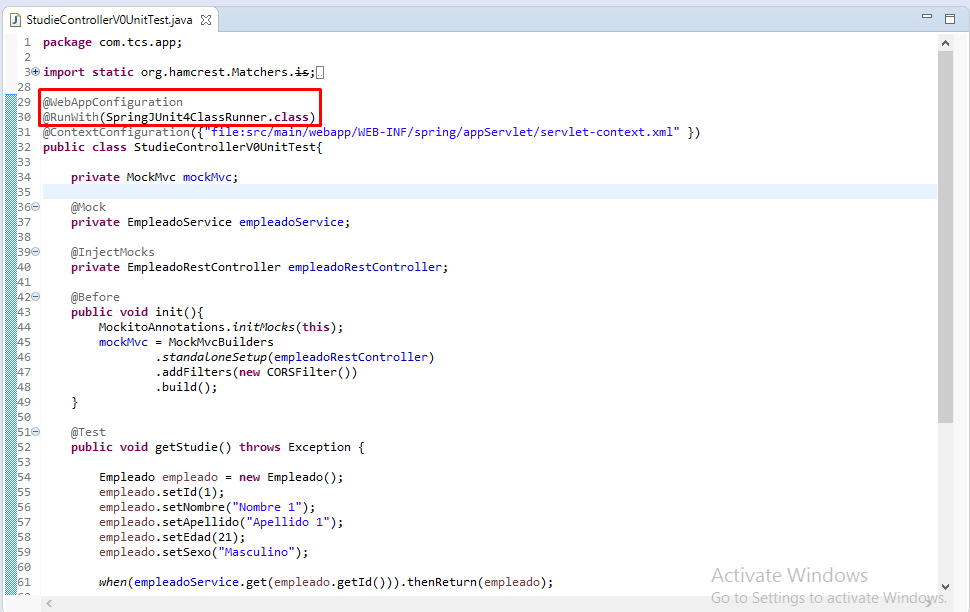 StudieControllerV0UnitTest.java
1 package com.tcs.app;
2
3 import static org.hamcrest.Matchers.is;
28
29 @WebAppConfiguration
30 @RunWith(SpringJUnit4ClassRunner.class)
31 @ContextConfiguration({"file:src/main/webapp/WEB-INF/spring/appServlet/servlet-context.xml" })
32 public class StudieControllerV0UnitTest{
33
34 private MockMvc mockMvc;
35
36 @Mock
37 private EmpleadoService empleadoService;
38
39 @InjectMocks
40 private EmpleadoRestController empleadoRestController;
41
42 @Before
43 public void init(){
44 MockitoAnnotations.initMocks(this);
45 mockMvc = MockMvcBuilders
46 .standaloneSetup(empleadoRestController)
47 .addFilters(new CORSFilter())
48 .build();
49 }
50
51 @Test
52 public void getStudie() throws Exception {
53
54 Empleado empleado = new Empleado();
55 empleado.setId(1);
56 empleado.setNombre("Nombre 1");
57 empleado.setApellido("Apellido 1");
58 empleado.setEdad(21);
59 empleado.setSexo("Masculino");
60
61 when(empleadoService.get(empleado.getId())).thenReturn(empleado);
Activate Windows
Go to Settings to activate Windows.